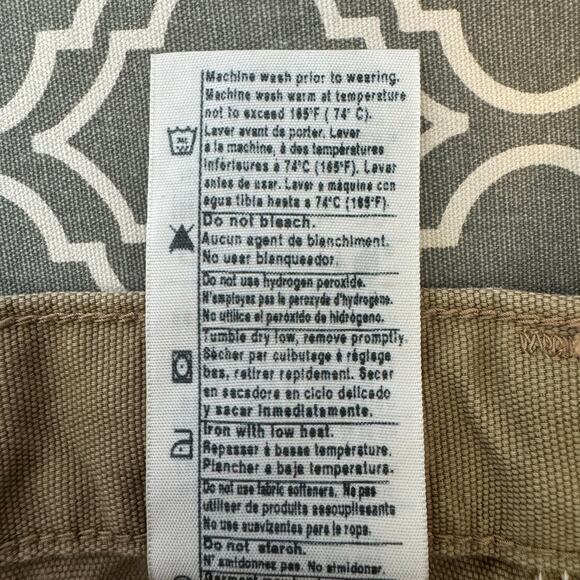 Machine wash prior to wearing.
Machine wash warm at temperature
not to exceed 165°F ( 74° C).
Laver avant de porter. Laver
a la machine, à des températures
inférieures à 74°C (165°F). Lavar
antes de usar. Lavar a máquina con
agua tibia hasta a 74°C (165°F).
Do not bleach.
Aucun agent de blanchiment.
No usar blanqueador.
Do not use hydrogen peroxide.
N'employez pas le peroxyde d'hydrogène.
No utilice el peróxido de hidrógeno.
Tumble dry low, remove promptly.
Sècher par culbutage à réglage
bas, retirer rapidement. Secar
en secadora en ciclo delicado
y sacar inmediatamente.
Iron with low heat.
Repasser à basse température.
Planchar a baja temperatura.
Do not use fabric softeners. Ne pas
utiliser de produits assouplissants
No use suavizantes para la ropa.
Do not starch.
N' amidonnez pas. No almidonar.